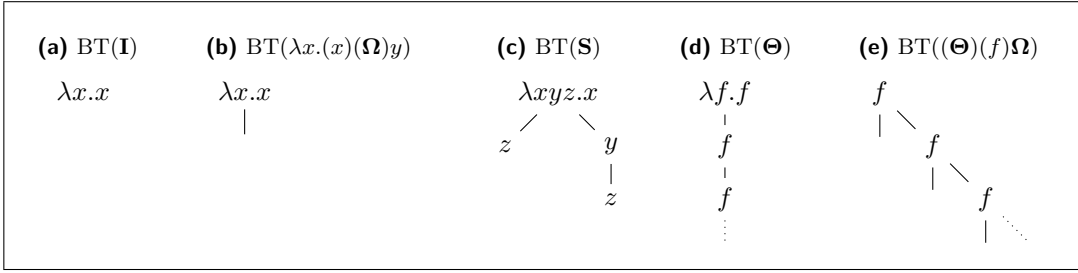 (a) BT(I) (b) BT(λx.(x)(Ω)y) (c) BT(S) (d) BT(Θ) (e) BT((Θ)(f)Ω)
λx.x λx.x λxyz.x λf.f f
z y f f
z f f